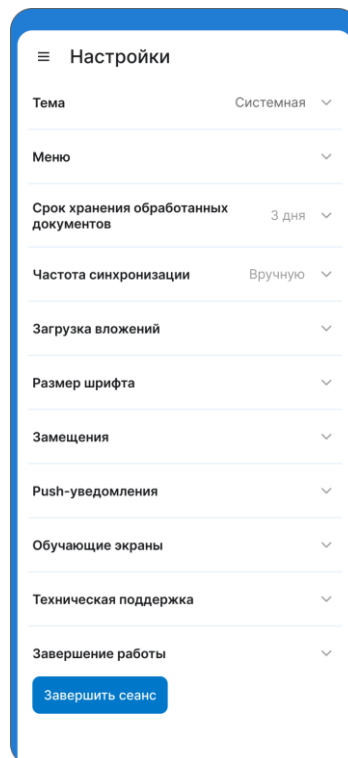 Настройки
Тема Системная
Меню
Срок хранения обработанных
документов 3 дня
Частота синхронизации Вручную
Загрузка вложений
Размер шрифта
Замещения
Push-уведомления
Обучающие экраны
Техническая поддержка
Завершение работы
Завершить сеанс